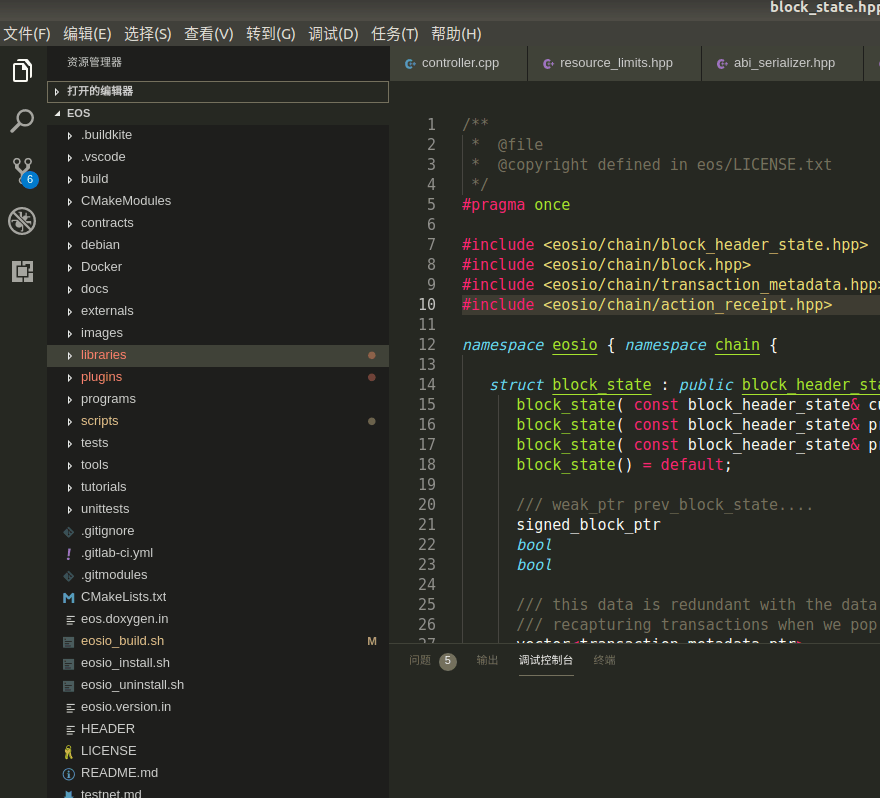 block_state.hpp
文件(F) 编辑(E) 选择(S) 查看(V) 转到(G) 调试(D) 任务(T) 帮助(H)
资源管理器
打开的编辑器
EOS
.buildkite
.vscode
build
CMakeModules
contracts
debian
Docker
docs
externals
images
libraries
plugins
programs
scripts
tests
tools
tutorials
unittests
.gitignore
.gitlab-ci.yml
.gitmodules
CMakeLists.txt
eos.doxygen.in
eosio_build.sh M
eosio_install.sh
eosio_uninstall.sh
eosio.version.in
HEADER
LICENSE
README.md
testnet.md
6
controller.cpp resource_limits.hpp abi_serializer.hpp
1 /**
2 * @file
3 * @copyright defined in eos/LICENSE.txt
4 */
5 #pragma once
6
7 #include <eosio/chain/block_header_state.hpp>
8 #include <eosio/chain/block.hpp>
9 #include <eosio/chain/transaction_metadata.hpp>
10 #include <eosio/chain/action_receipt.hpp>
11
12 namespace eosio { namespace chain {
13
14 struct block_state : public block_header_sta
15 block_state( const block_header_state& cu
16 block_state( const block_header_state& pr
17 block_state( const block_header_state& pr
18 block_state() = default;
19
20 /// weak_ptr prev_block_state....
21 signed_block_ptr
22 bool
23 bool
24
25 /// this data is redundant with the data
26 /// recapturing transactions when we pop
27 vector<transaction_metadata_ptr>
问题 5 输出 调试控制台 终端